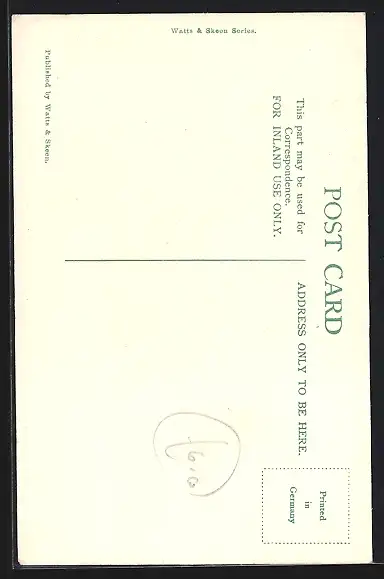 Watts & Skeen Series.
POST CARD
This part may be used for
Correspondence.
FOR INLAND USE ONLY.
ADDRESS ONLY TO BE HERE.
Printed
in
Germany
Published by Watts & Skeen.